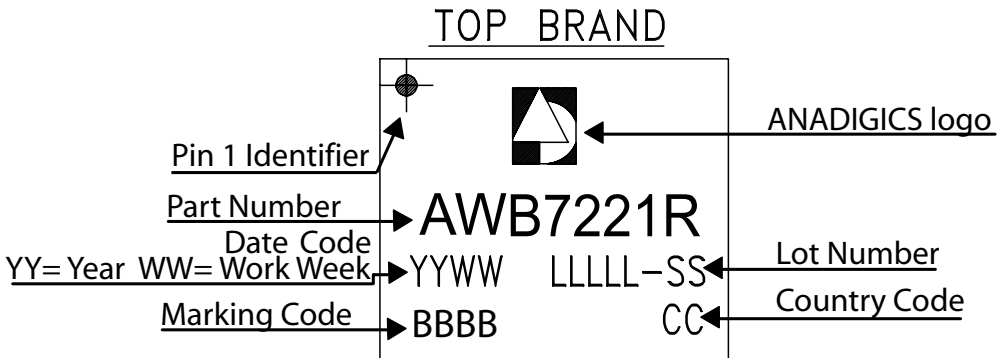 TOP BRAND
ANADIGICS logo
Pin 1 Identifier
Part Number
AWB7221R
Date Code
YY= Year WW= Work Week
YYWW LLLLL-SS
Lot Number
Marking Code
BBBB CC
Country Code